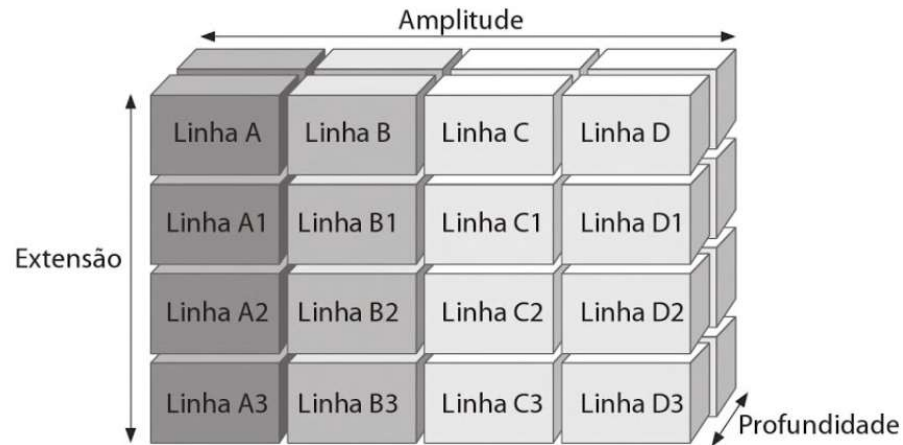 Amplitude
Linha A Linha B Linha C Linha D
Linha A1 Linha B1 Linha C1 Linha D1
Extensão
Linha A2 Linha B2 Linha C2 Linha D2
Linha A3 Linha B3 Linha C3 Linha D3
Profundidade